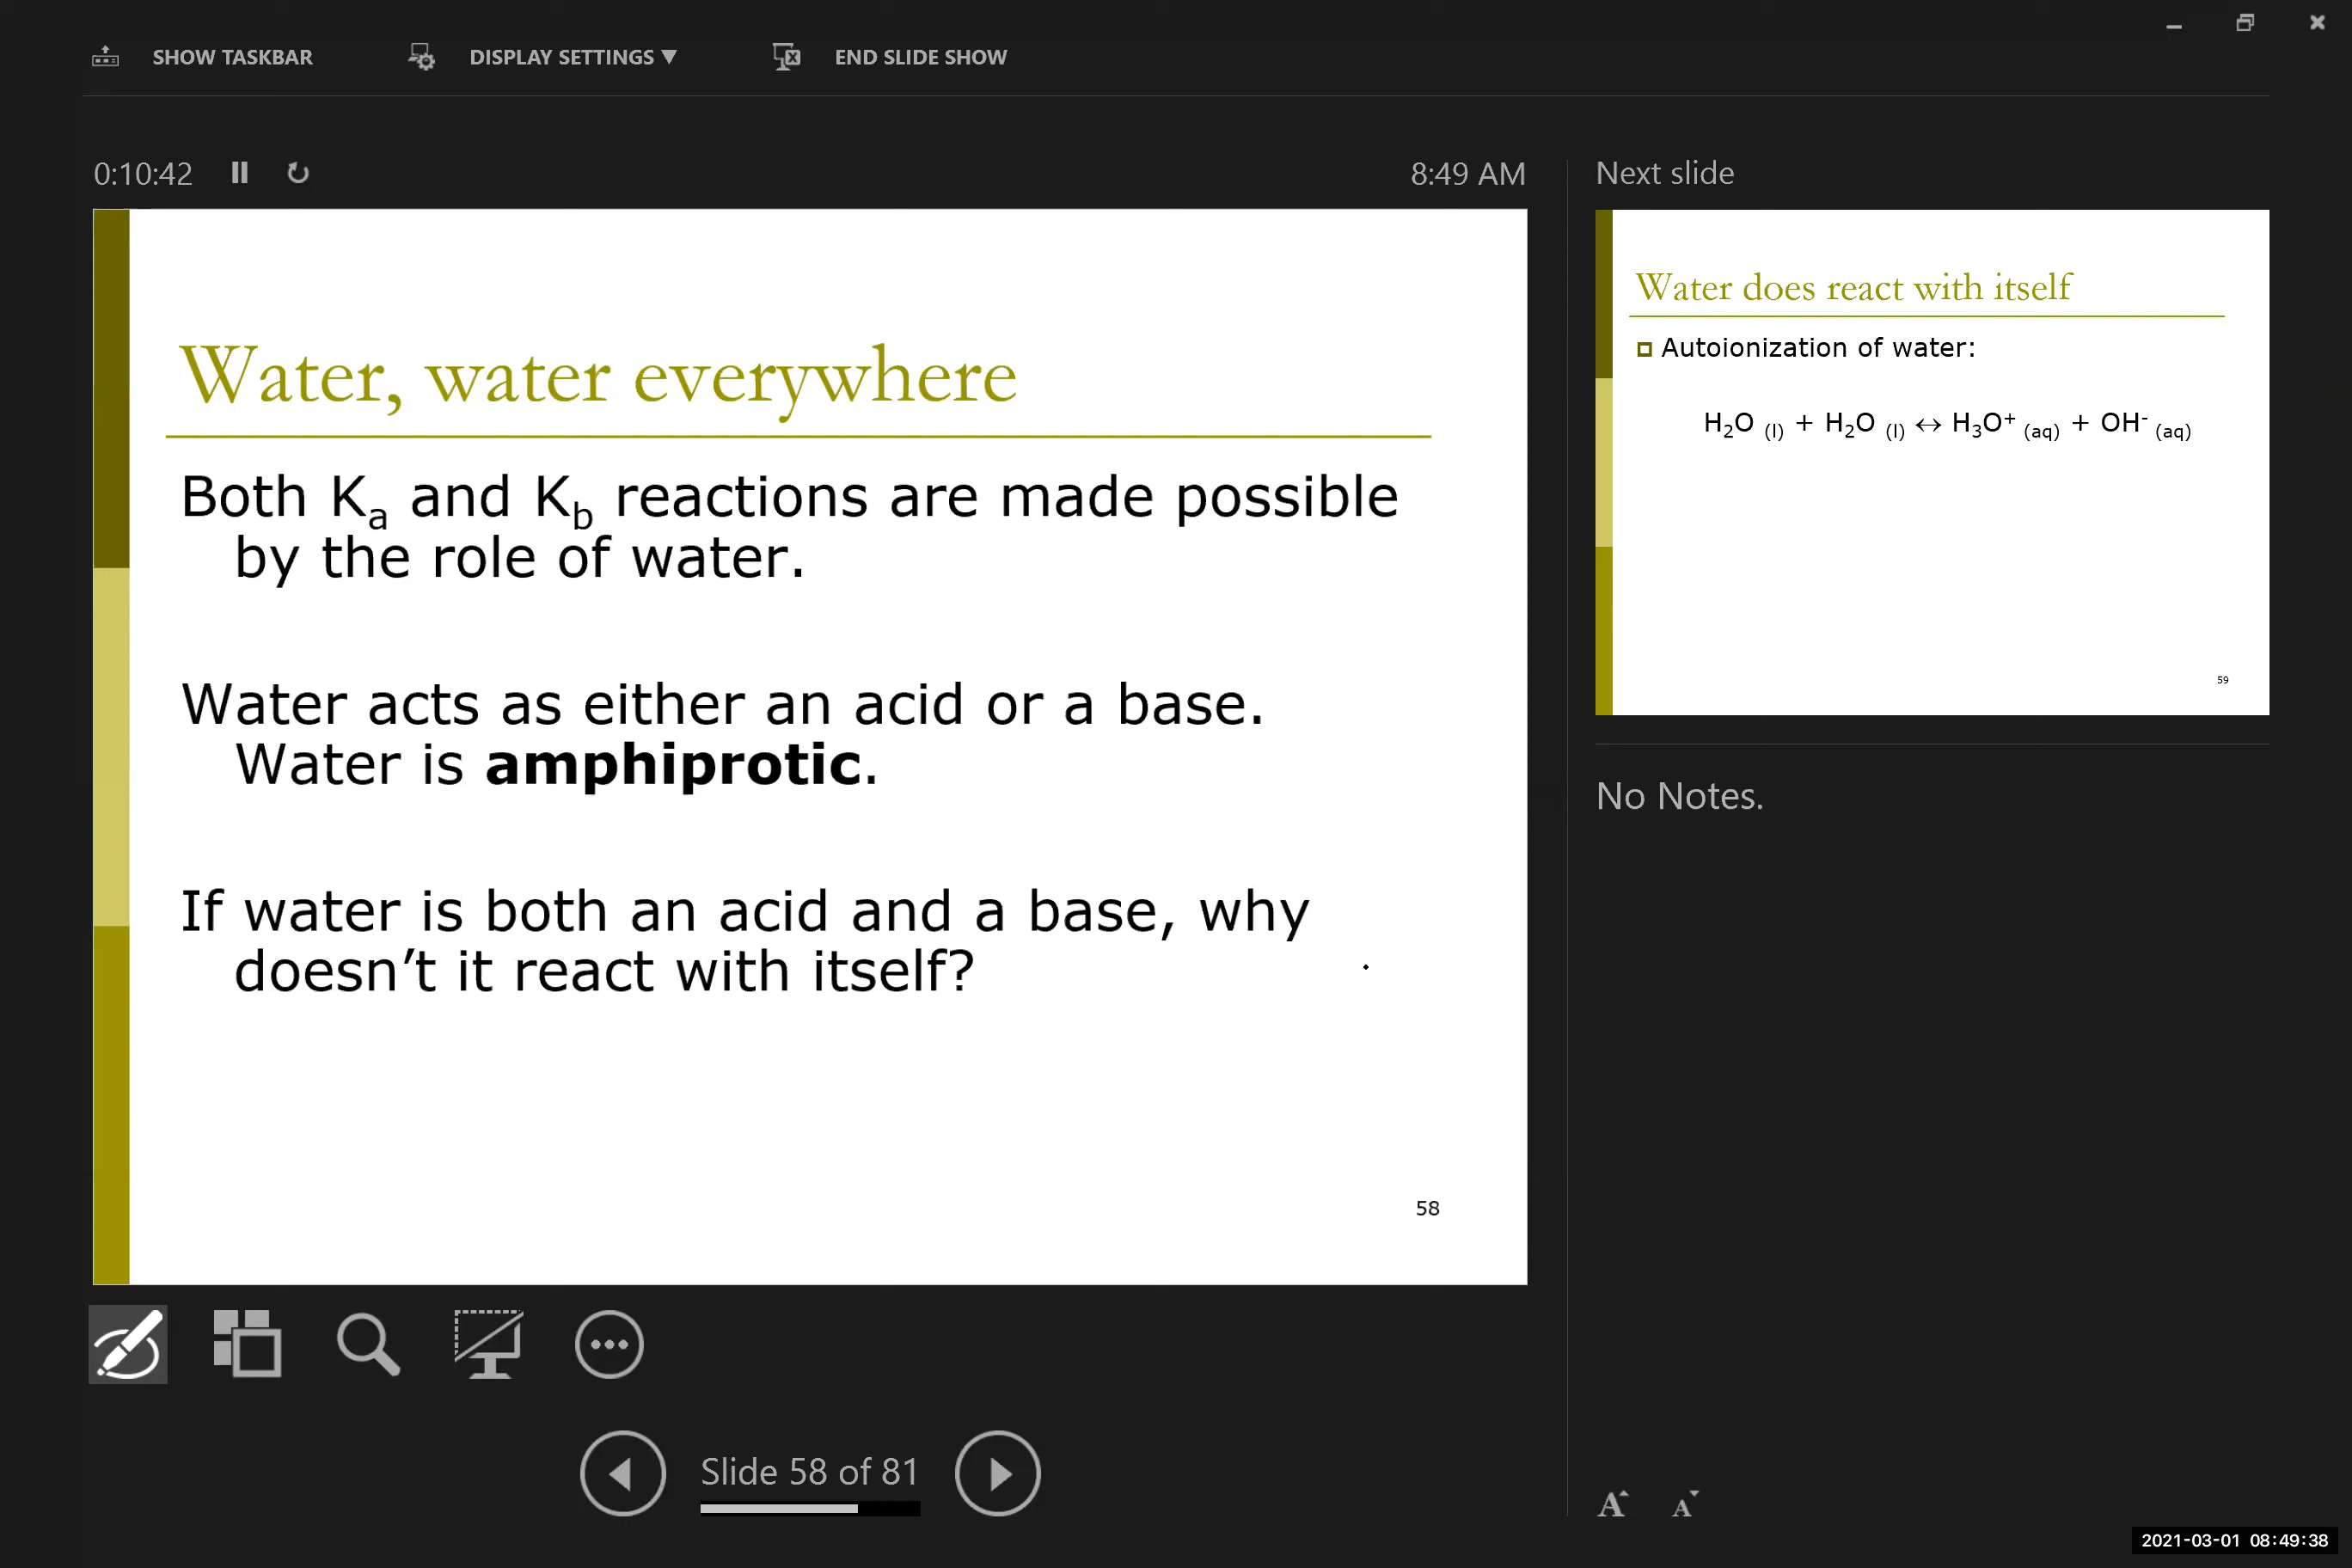 SHOW TASKBAR DISPLAY SETTINGS ▼ END SLIDE SHOW
0:10:42 8:49 AM
Water, water everywhere
Both Kₐ and K_b reactions are made possible
by the role of water.
Water acts as either an acid or a base.
Water is amphiprotic.
If water is both an acid and a base, why
doesn’t it react with itself?
58
Slide 58 of 81
Next slide
Water does react with itself
Autoionization of water:
H₂O (l) + H₂O (l) ↔ H₃O⁺ (aq) + OH⁻ (aq)
59
No Notes.
A A
2021-03-01 08:49:38